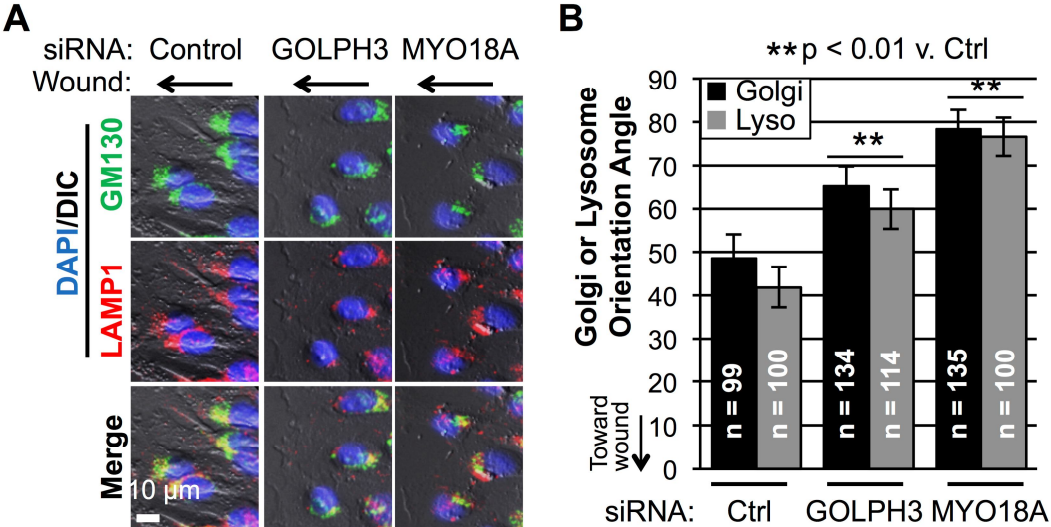 A
siRNA: Control GOLPH3 MYO18A
Wound:
DAPI/DIC
GM130
LAMP1
Merge
10 µm
B
**p < 0.01 v. Ctrl
Golgi or Lysosome
Orientation Angle
90
80
70
60
50
40
30
20
10
0
Golgi
Lyso
**
**
n = 99
n = 100
n = 134
n = 114
n = 135
n = 100
Toward
wound
siRNA: Ctrl GOLPH3 MYO18A